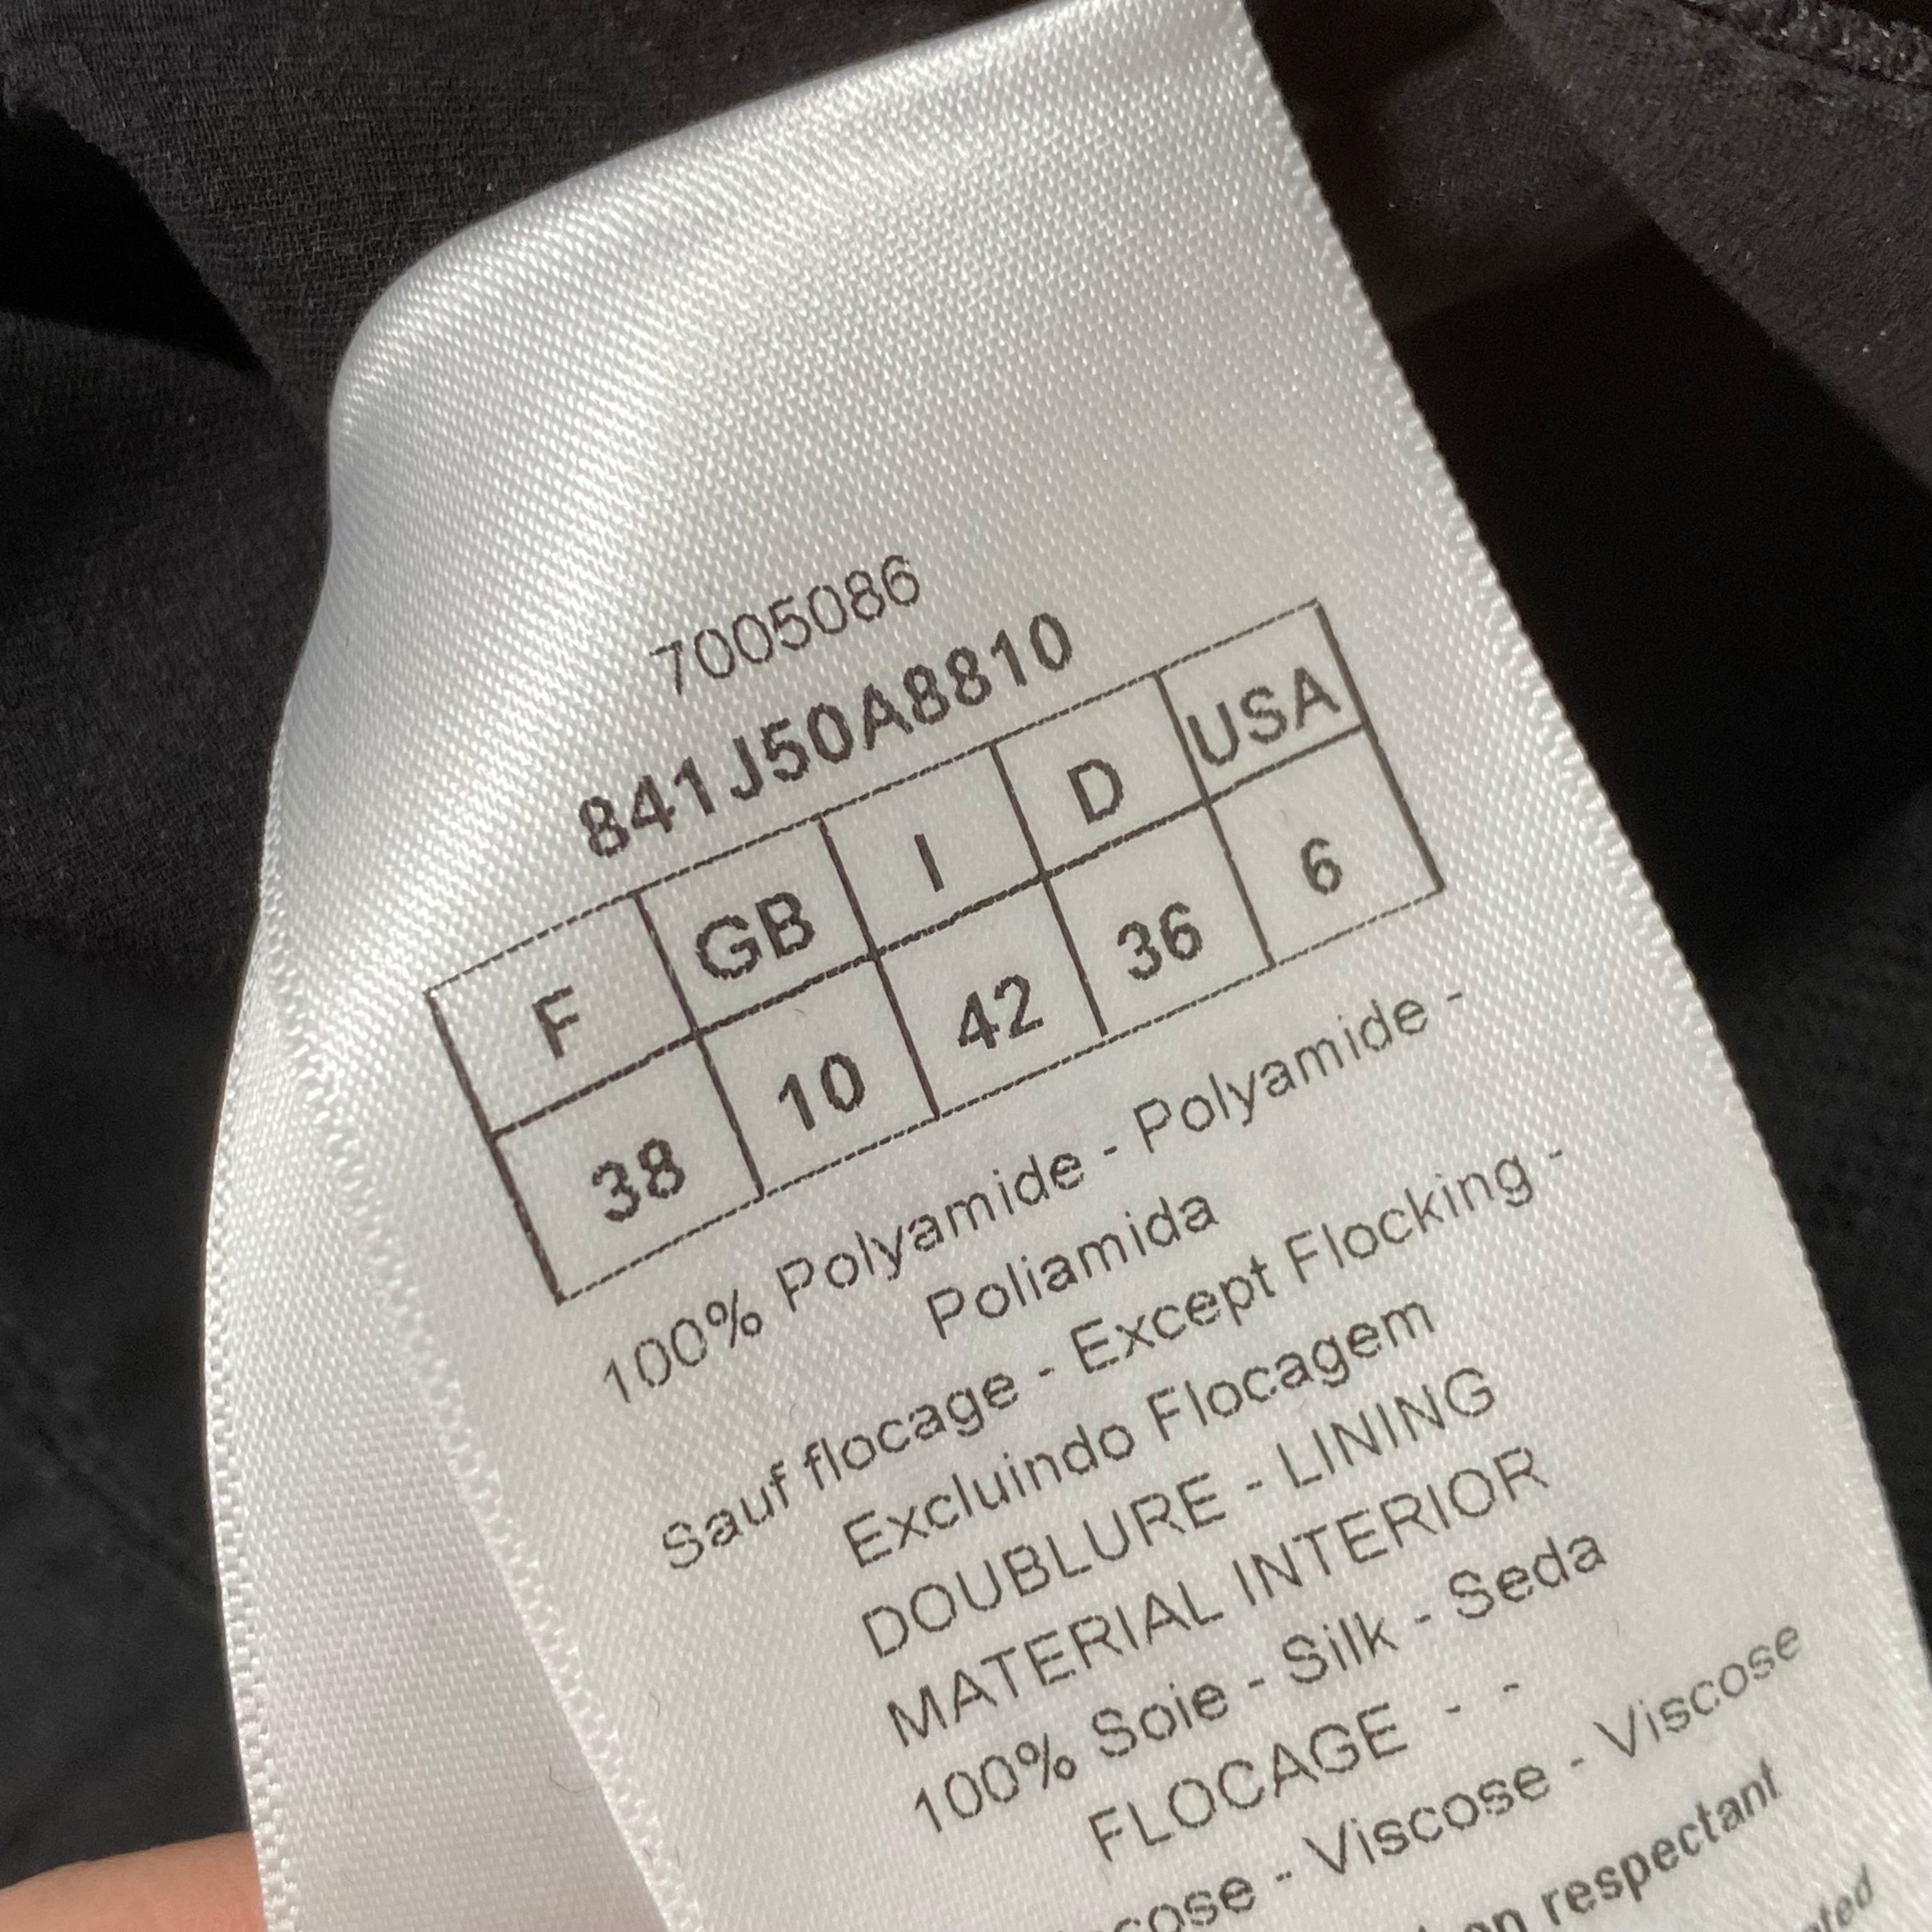 7005086
841J50A8810
F GB I D USA
38 10 42 36 6
100% Polyamide - Polyamide -
Poliamida
Sauf flocage - Except Flocking -
Excluindo Flocagem
DOUBLURE - LINING
MATERIAL INTERIOR
100% Soie - Silk - Seda
FLOCAGE - -
- Viscose - Viscose
respectant